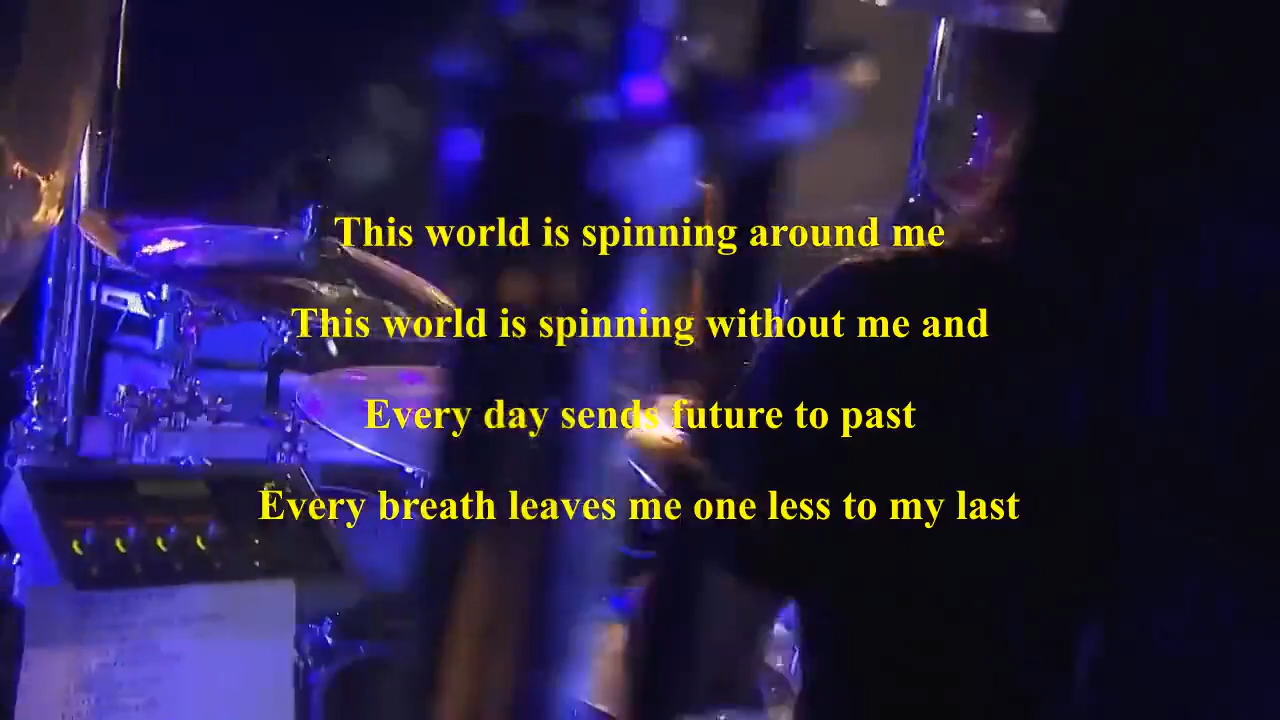 This world is spinning around me
This world is spinning without me and
Every day sends future to past
Every breath leaves me one less to my last